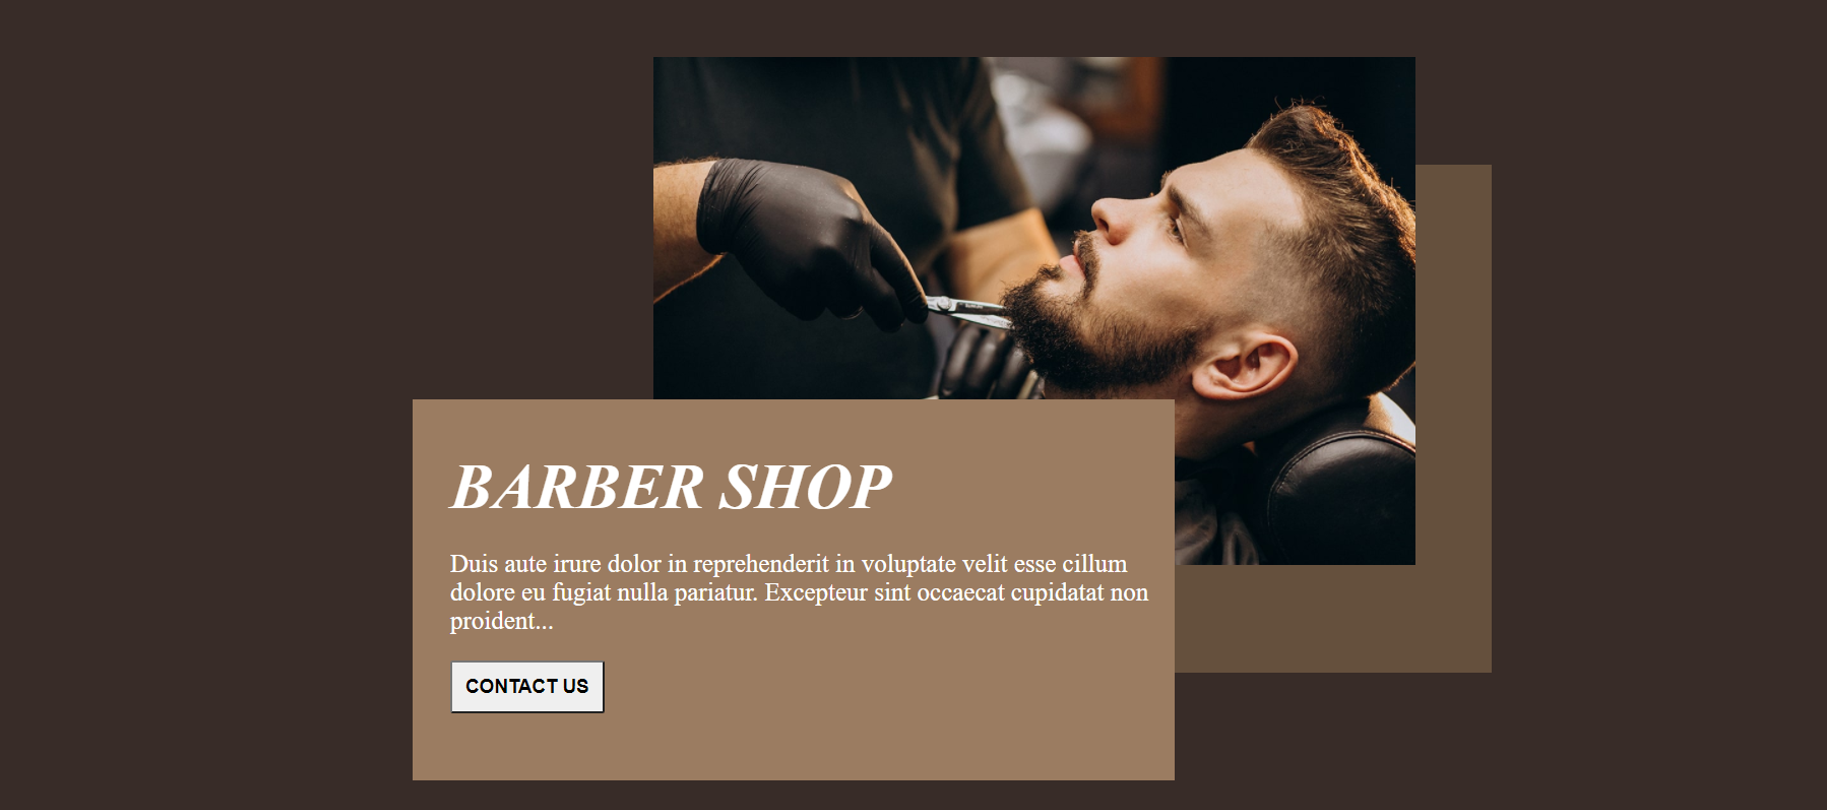 BARBER SHOP
Duis aute irure dolor in reprehenderit in voluptate velit esse cillum
dolore eu fugiat nulla pariatur. Excepteur sint occaecat cupidatat non
proident...
CONTACT US